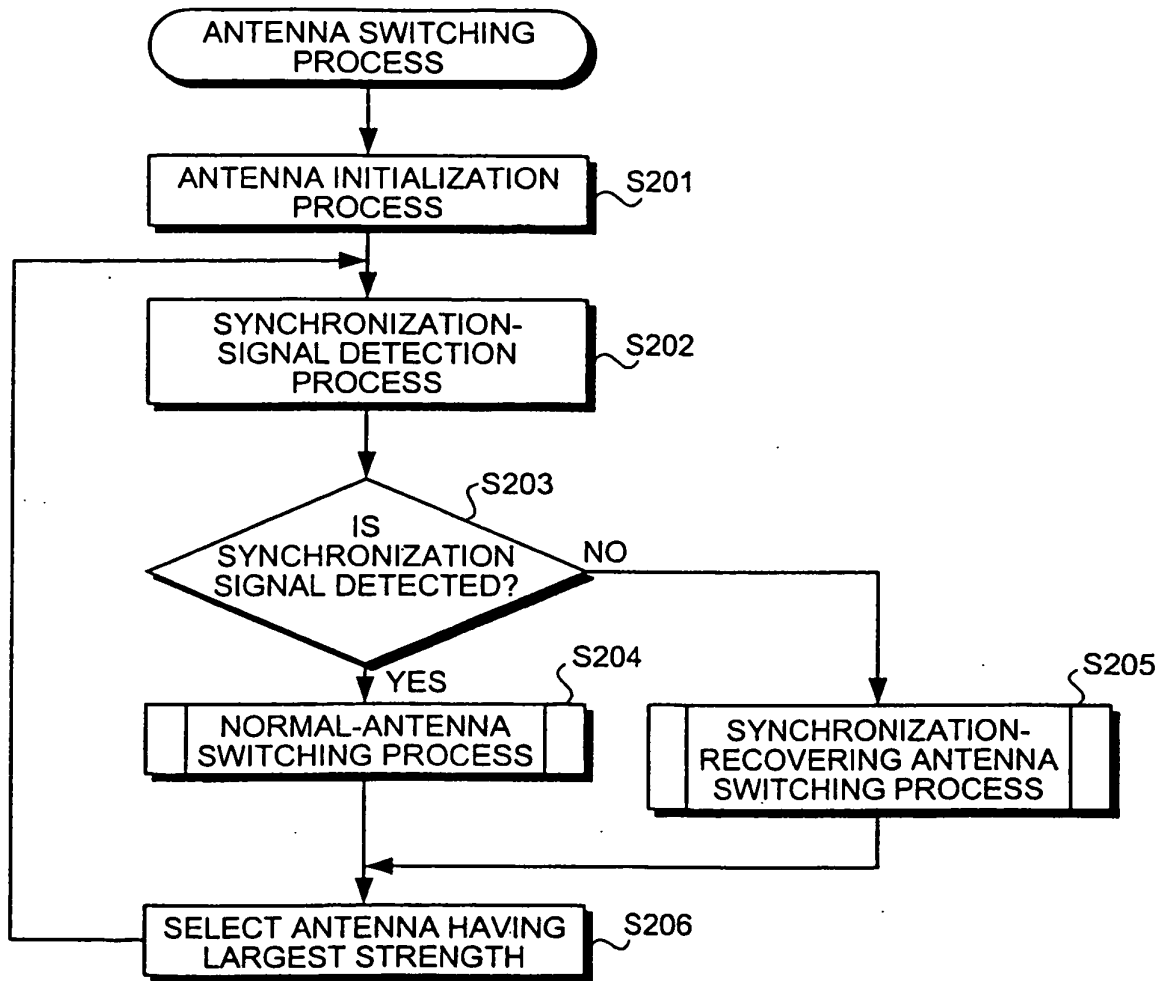 ANTENNA SWITCHING
PROCESS
ANTENNA INITIALIZATION
PROCESS
S201
SYNCHRONIZATION-
SIGNAL DETECTION
PROCESS
S202
S203
IS
SYNCHRONIZATION
SIGNAL DETECTED?
NO
YES
S204
NORMAL-ANTENNA
SWITCHING PROCESS
S205
SYNCHRONIZATION-
RECOVERING ANTENNA
SWITCHING PROCESS
SELECT ANTENNA HAVING
LARGEST STRENGTH
S206